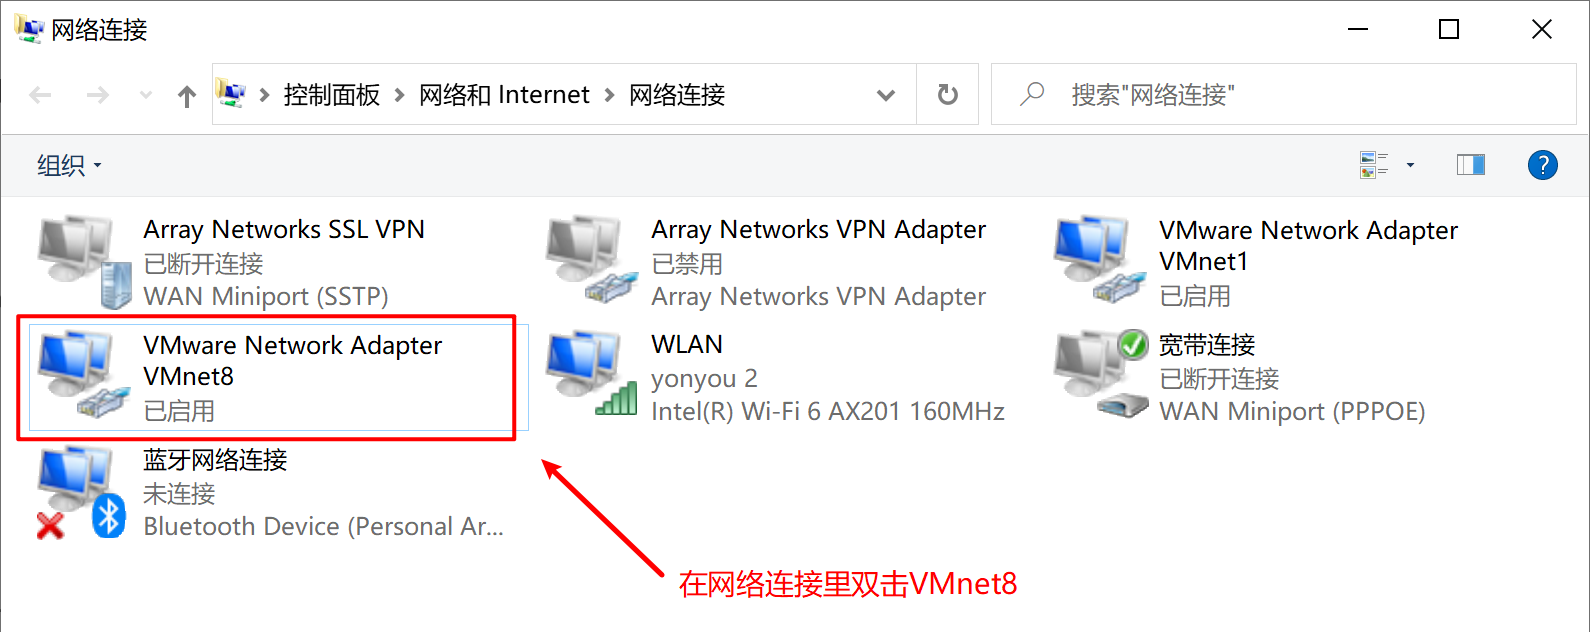 网络连接
控制面板 > 网络和 Internet > 网络连接
搜索"网络连接"
组织
?
Array Networks SSL VPN
已断开连接
WAN Miniport (SSTP)
Array Networks VPN Adapter
已禁用
Array Networks VPN Adapter
VMware Network Adapter
VMnet1
已启用
VMware Network Adapter
VMnet8
已启用
WLAN
yonyou 2
Intel(R) Wi-Fi 6 AX201 160MHz
宽带连接
已断开连接
WAN Miniport (PPPOE)
蓝牙网络连接
未连接
Bluetooth Device (Personal Ar...
在网络连接里双击VMnet8